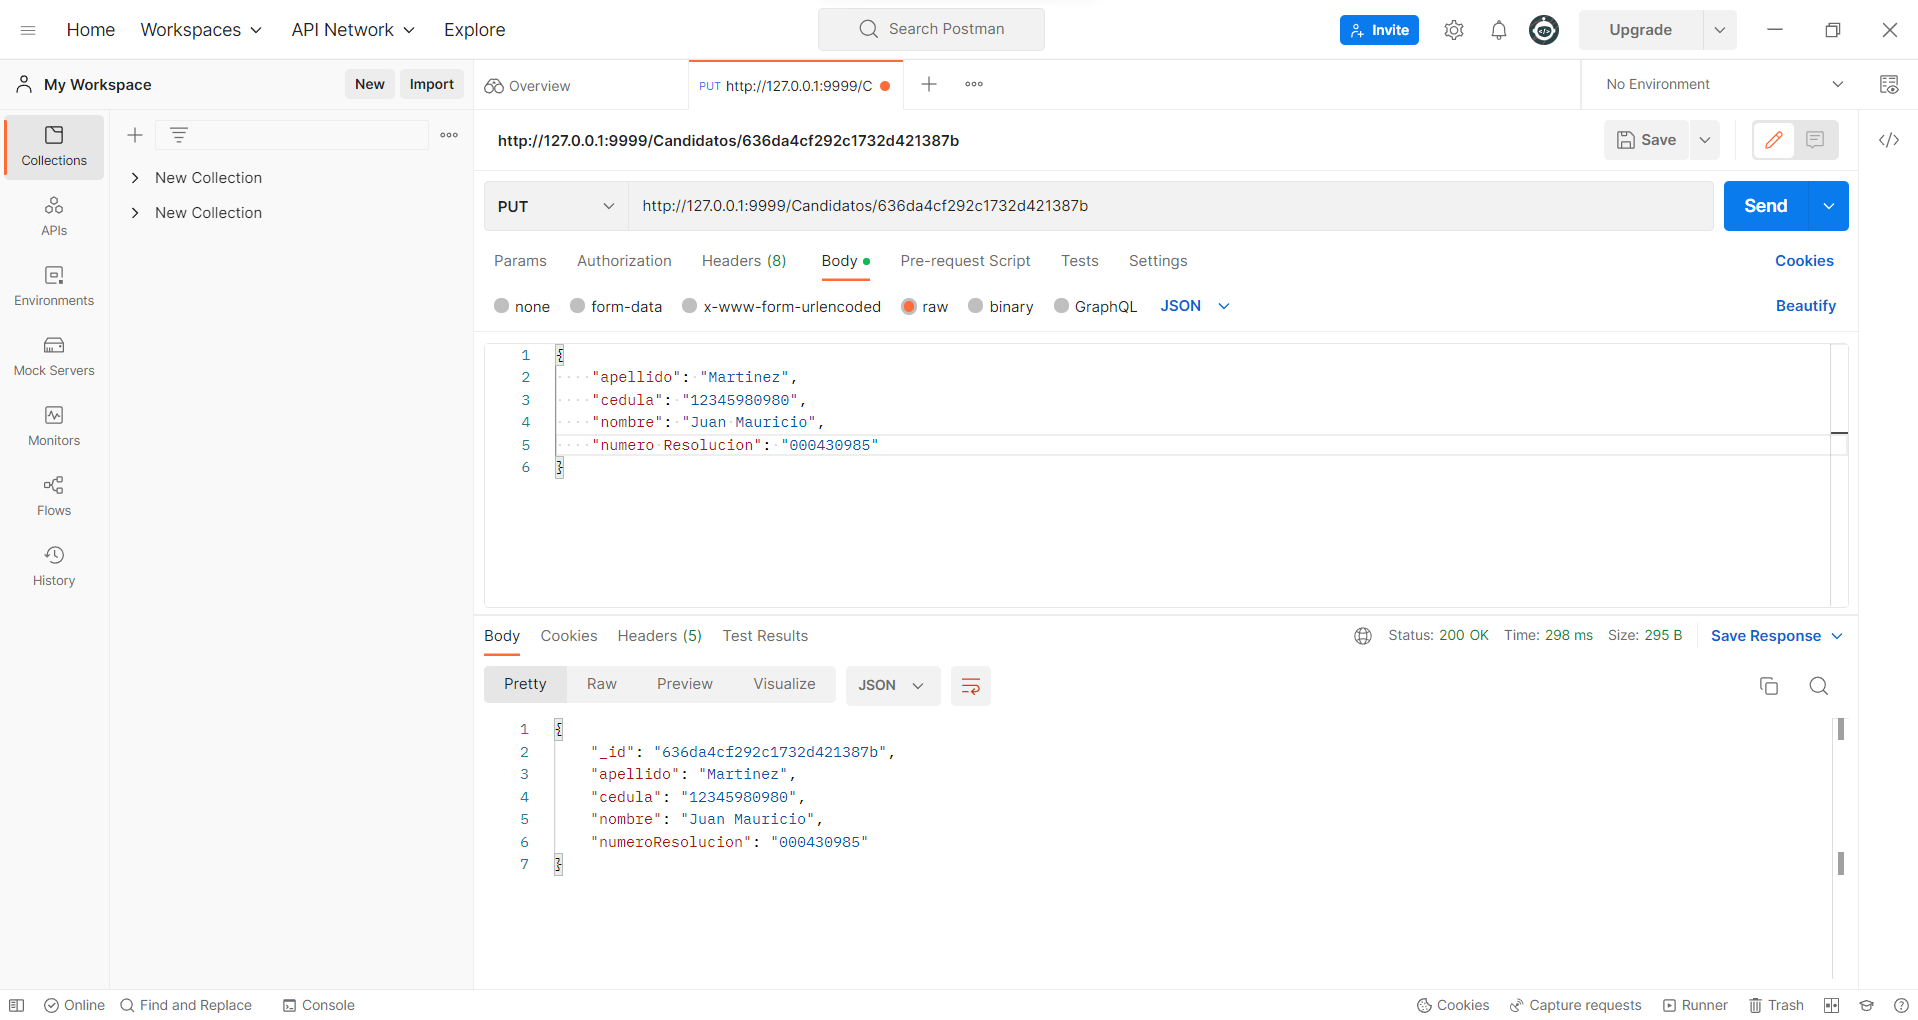 Home Workspaces API Network Explore Search Postman Invite Upgrade
My Workspace New Import Overview PUT http://127.0.0.1:9999/C No Environment
Collections
APIs
Environments
Mock Servers
Monitors
Flows
History
New Collection
New Collection
http://127.0.0.1:9999/Candidatos/636da4cf292c1732d421387b Save
PUT http://127.0.0.1:9999/Candidatos/636da4cf292c1732d421387b Send
Params Authorization Headers (8) Body Pre-request Script Tests Settings Cookies
none form-data x-www-form-urlencoded raw binary GraphQL JSON Beautify
1 {
2 "apellido": "Martinez",
3 "cedula": "12345980980",
4 "nombre": "Juan Mauricio",
5 "numero Resolucion": "000430985"
6 }
Body Cookies Headers (5) Test Results Status: 200 OK Time: 298 ms Size: 295 B Save Response
Pretty Raw Preview Visualize JSON
1 {
2 "_id": "636da4cf292c1732d421387b",
3 "apellido": "Martinez",
4 "cedula": "12345980980",
5 "nombre": "Juan Mauricio",
6 "numeroResolucion": "000430985"
7 }
Online Find and Replace Console Cookies Capture requests Runner Trash